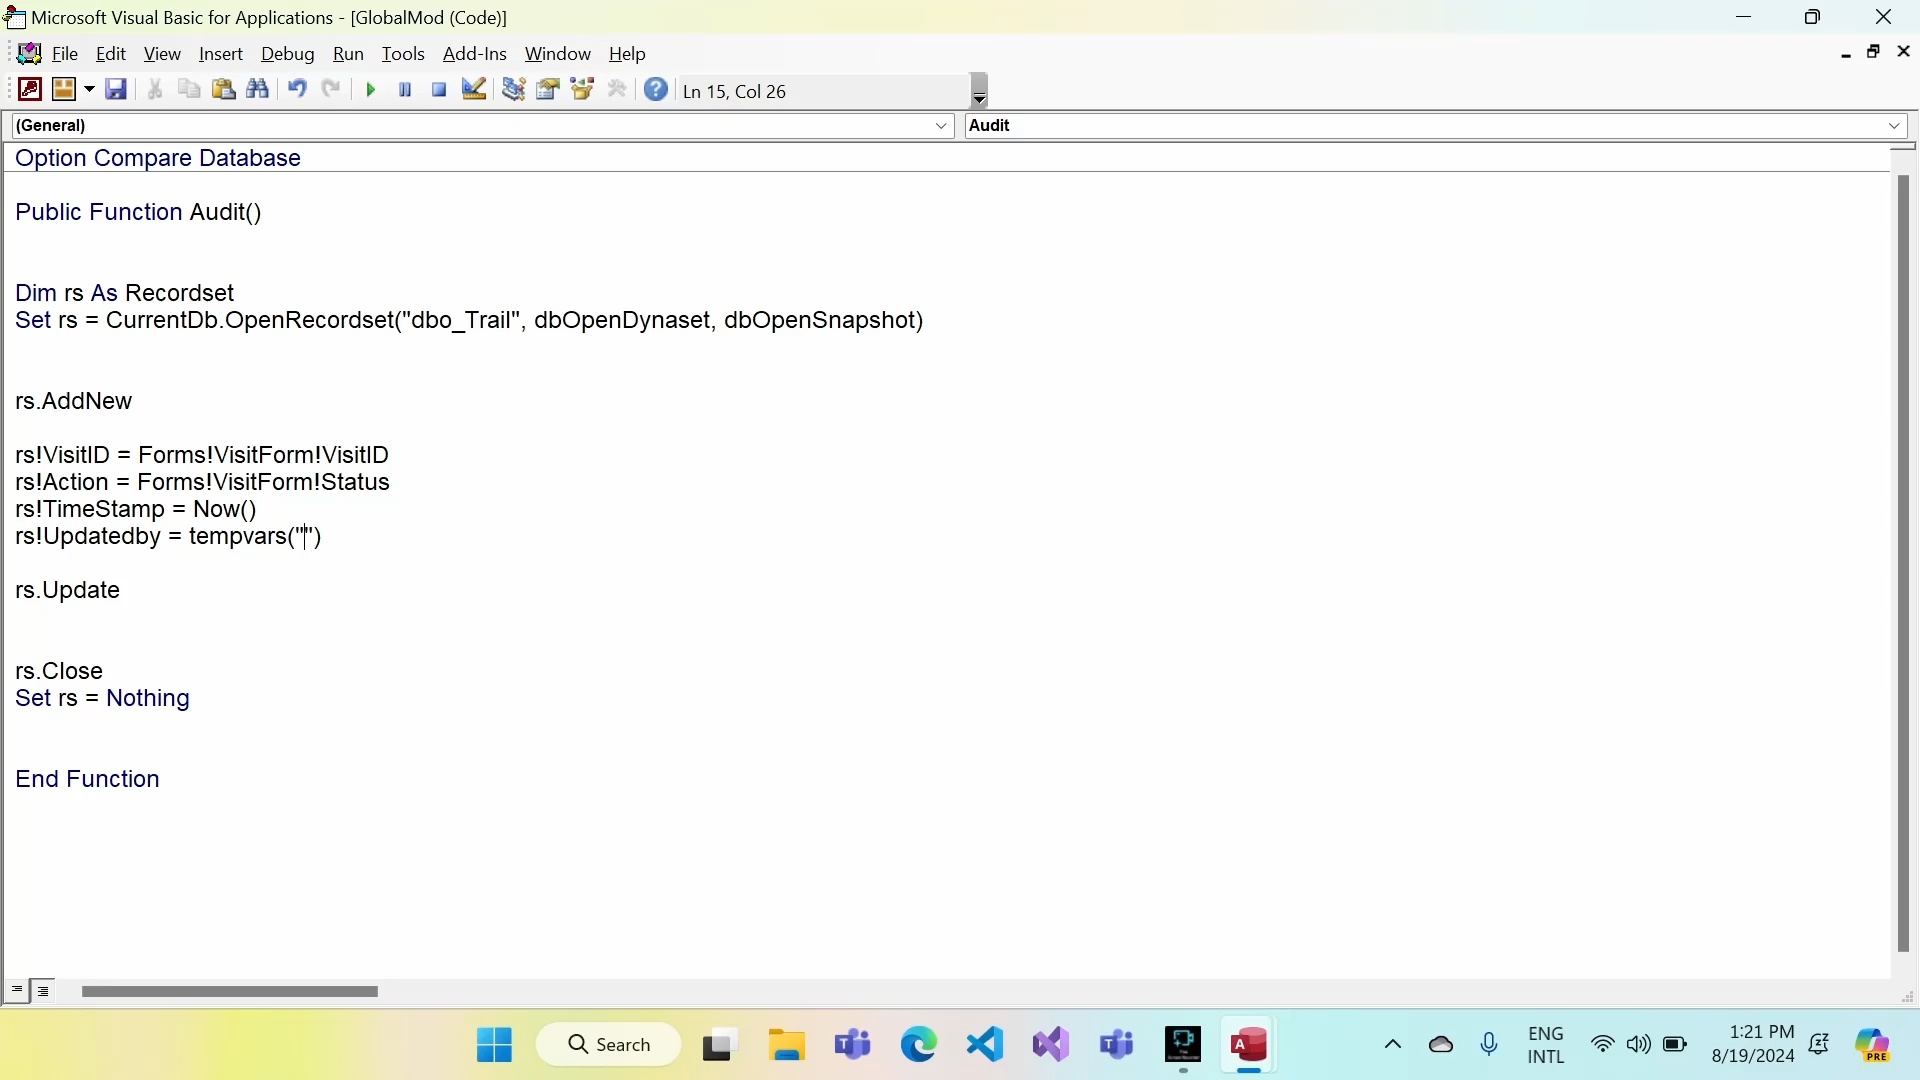 Microsoft Visual Basic for Applications - [GlobalMod (Code)]
File Edit View Insert Debug Run Tools Add-Ins Window Help
Ln 15, Col 26
(General) Audit
Option Compare Database
Public Function Audit()
Dim rs As Recordset
Set rs = CurrentDb.OpenRecordset("dbo_Trail", dbOpenDynaset, dbOpenSnapshot)
rs.AddNew
rs!VisitID = Forms!VisitForm!VisitID
rs!Action = Forms!VisitForm!Status
rs!TimeStamp = Now()
rs!Updatedby = tempvars("")
rs.Update
rs.Close
Set rs = Nothing
End Function
Search
ENG
INTL
1:21 PM
8/19/2024
PRE